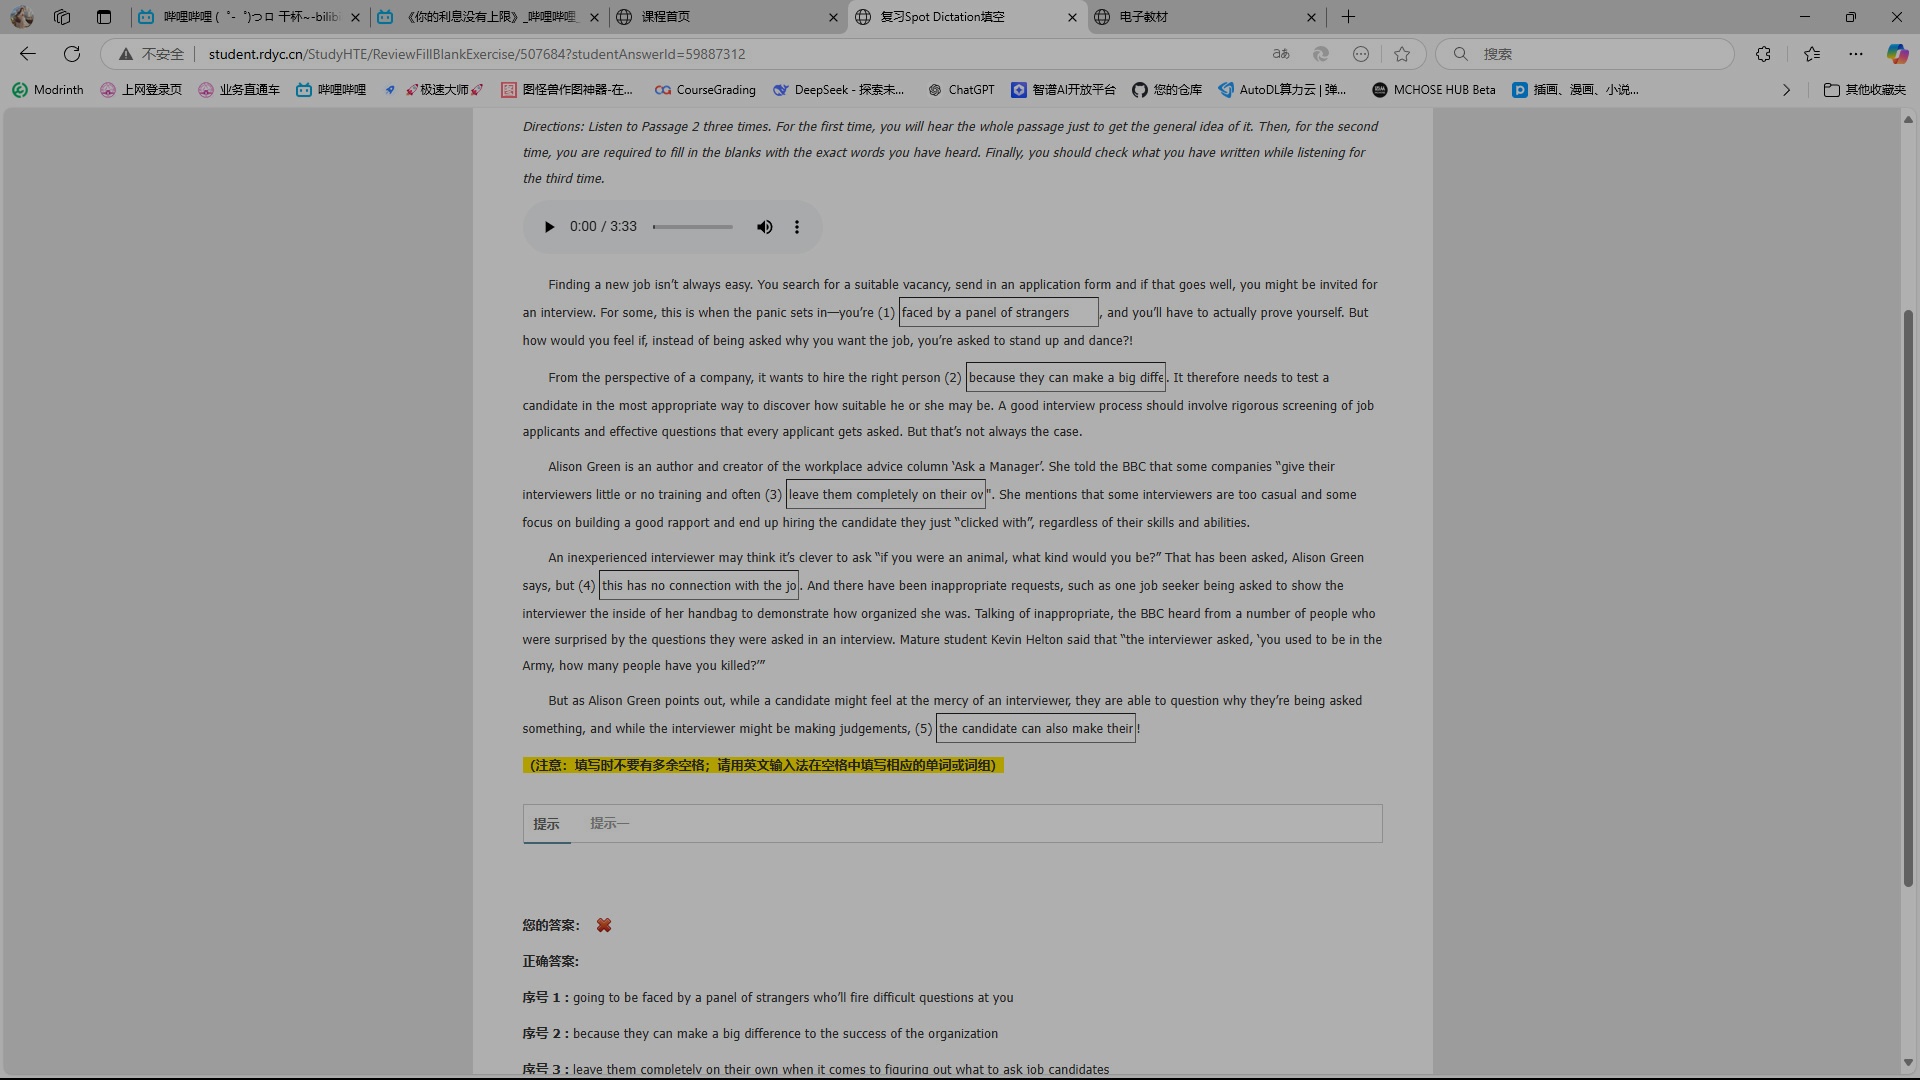 哔哩哔哩 (゜-゜)つロ 干杯~-bilibi
《你的利息没有上限》_哔哩哔哩_
课程首页
复习Spot Dictation填空
电子教材
不安全
student.rdyc.cn/StudyHTE/ReviewFillBlankExercise/507684?studentAnswerId=59887312
搜索
Modrinth
上网登录页
业务直通车
哔哩哔哩
🚀极速大师🚀
图怪兽作图神器-在...
CourseGrading
DeepSeek - 探索未...
ChatGPT
智谱AI开放平台
您的仓库
AutoDL算力云 | 弹...
MCHOSE HUB Beta
插画、漫画、小说...
其他收藏夹
Directions: Listen to Passage 2 three times. For the first time, you will hear the whole passage just to get the general idea of it. Then, for the second
time, you are required to fill in the blanks with the exact words you have heard. Finally, you should check what you have written while listening for
the third time.
0:00 / 3:33
Finding a new job isn’t always easy. You search for a suitable vacancy, send in an application form and if that goes well, you might be invited for
an interview. For some, this is when the panic sets in—you’re (1) faced by a panel of strangers , and you’ll have to actually prove yourself. But
how would you feel if, instead of being asked why you want the job, you’re asked to stand up and dance?!
From the perspective of a company, it wants to hire the right person (2) because they can make a big diffe. It therefore needs to test a
candidate in the most appropriate way to discover how suitable he or she may be. A good interview process should involve rigorous screening of job
applicants and effective questions that every applicant gets asked. But that’s not always the case.
Alison Green is an author and creator of the workplace advice column ‘Ask a Manager’. She told the BBC that some companies “give their
interviewers little or no training and often (3) leave them completely on their ov". She mentions that some interviewers are too casual and some
focus on building a good rapport and end up hiring the candidate they just “clicked with”, regardless of their skills and abilities.
An inexperienced interviewer may think it’s clever to ask “if you were an animal, what kind would you be?” That has been asked, Alison Green
says, but (4) this has no connection with the jo. And there have been inappropriate requests, such as one job seeker being asked to show the
interviewer the inside of her handbag to demonstrate how organized she was. Talking of inappropriate, the BBC heard from a number of people who
were surprised by the questions they were asked in an interview. Mature student Kevin Helton said that “the interviewer asked, ‘you used to be in the
Army, how many people have you killed?’”
But as Alison Green points out, while a candidate might feel at the mercy of an interviewer, they are able to question why they’re being asked
something, and while the interviewer might be making judgements, (5) the candidate can also make their !
（注意：填写时不要有多余空格；请用英文输入法在空格中填写相应的单词或词组）
提示
提示一
您的答案：
正确答案:
序号 1：going to be faced by a panel of strangers who’ll fire difficult questions at you
序号 2：because they can make a big difference to the success of the organization
序号 3：leave them completely on their own when it comes to figuring out what to ask job candidates